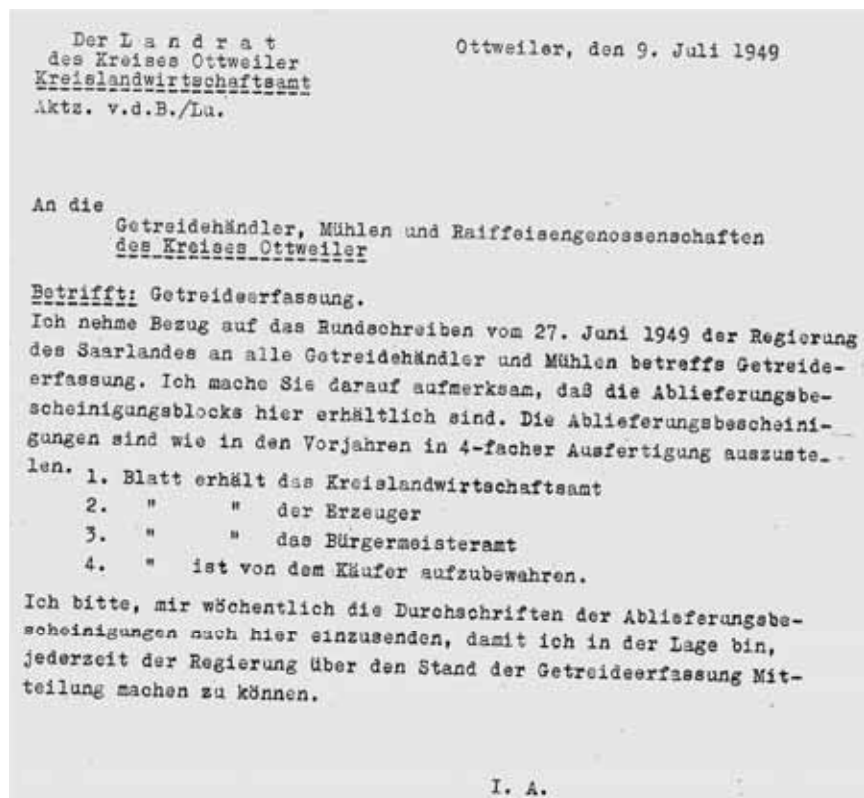 Der L a n d r a t
des Kreises Ottweiler
Kreislandwirtschaftsamt
Aktz. v.d.B./Lu.
Ottweiler, den 9. Juli 1949
An die
Getreidehändler, Mühlen und Raiffeisengenossenschaften
des Kreises Ottweiler
Betrifft: Getreideerfassung.
Ich nehme Bezug auf das Rundschreiben vom 27. Juni 1949 der Regierung
des Saarlandes an alle Getreidehändler und Mühlen betreffs Getreide-
erfassung. Ich mache Sie darauf aufmerksam, daß die Ablieferungsbe-
scheinigungsblocks hier erhältlich sind. Die Ablieferungsbescheini-
gungen sind wie in den Vorjahren in 4-facher Ausfertigung auszuste-
len.
1. Blatt erhält das Kreislandwirtschaftsamt
2. " " der Erzeuger
3. " " das Bürgermeisteramt
4. " ist von dem Käufer aufzubewahren.
Ich bitte, mir wöchentlich die Durchschriften der Ablieferungsbe-
scheinigungen nach hier einzusenden, damit ich in der Lage bin,
jederzeit der Regierung über den Stand der Getreideerfassung Mit-
teilung machen zu können.
I. A.